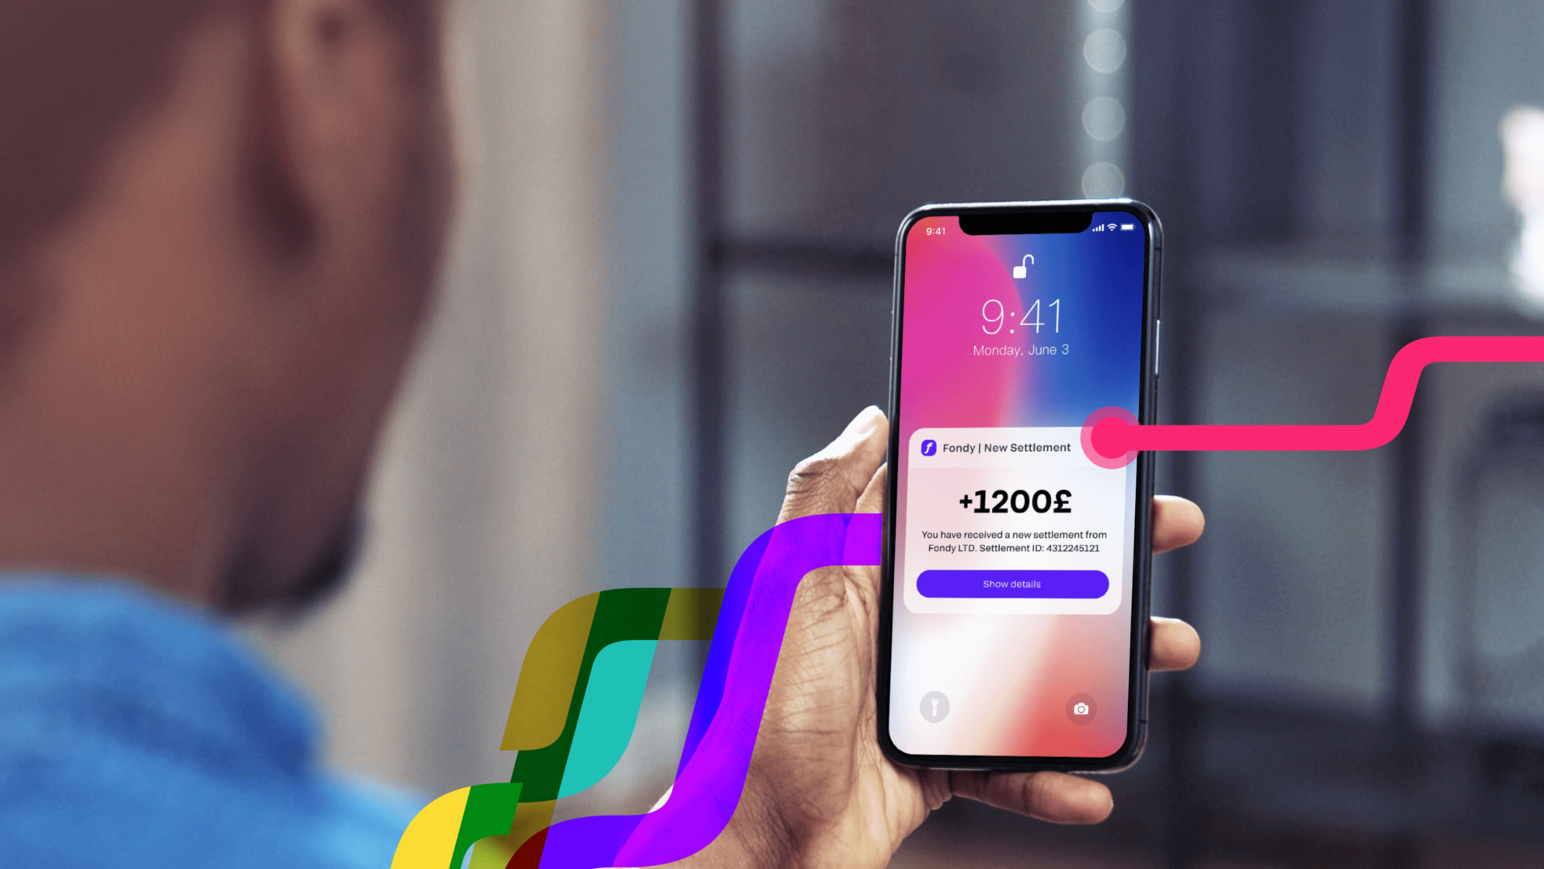 9:41
9:41
Monday, June 3
Fondy | New Settlement
+1200£
You have received a new settlement from
Fondy LTD. Settlement ID: 4312245121
Show details